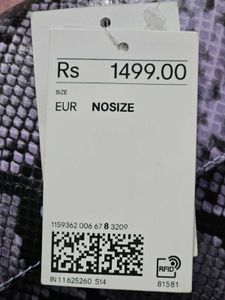 Rs 1499.00
SIZE
EUR NOSIZE
1159362 006 67 8 3209
RFID
IN 11625260 S14
81581